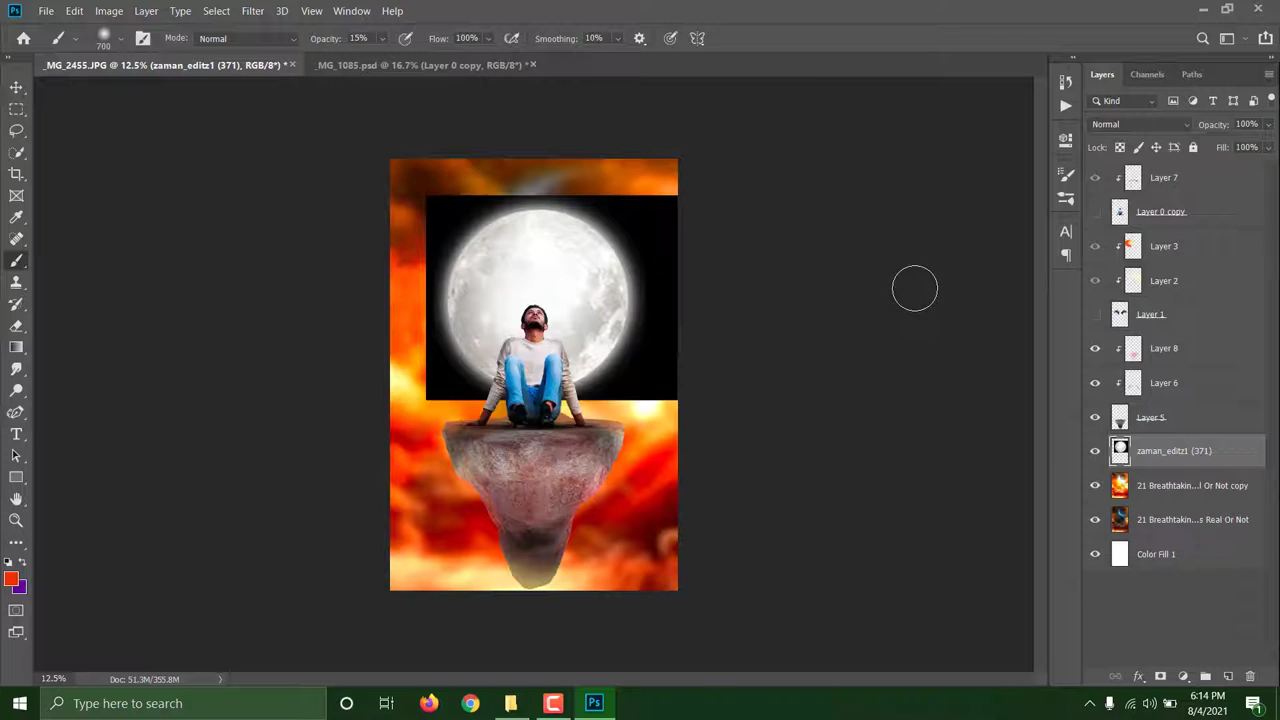 Ps File Edit Image Layer Type Select Filter 3D View Window Help
700 Mode: Normal Opacity: 15% Flow: 100% Smoothing: 10%
_MG_2455.JPG @ 12.5% (zaman_editz1 (371), RGB/8*) * × _MG_1085.psd @ 16.7% (Layer 0 copy, RGB/8*) * ×
Layers Channels Paths
Kind
Normal Opacity: 100%
Lock: Fill: 100%
Layer 7
Layer 0 copy
Layer 3
Layer 2
Layer 1
Layer 8
Layer 6
Layer 5
zaman_editz1 (371)
21 Breathtakin...l Or Not copy
21 Breathtakin...s Real Or Not
Color Fill 1
12.5% Doc: 51.3M/355.8M
Type here to search
Ps
6:14 PM
8/4/2021
1